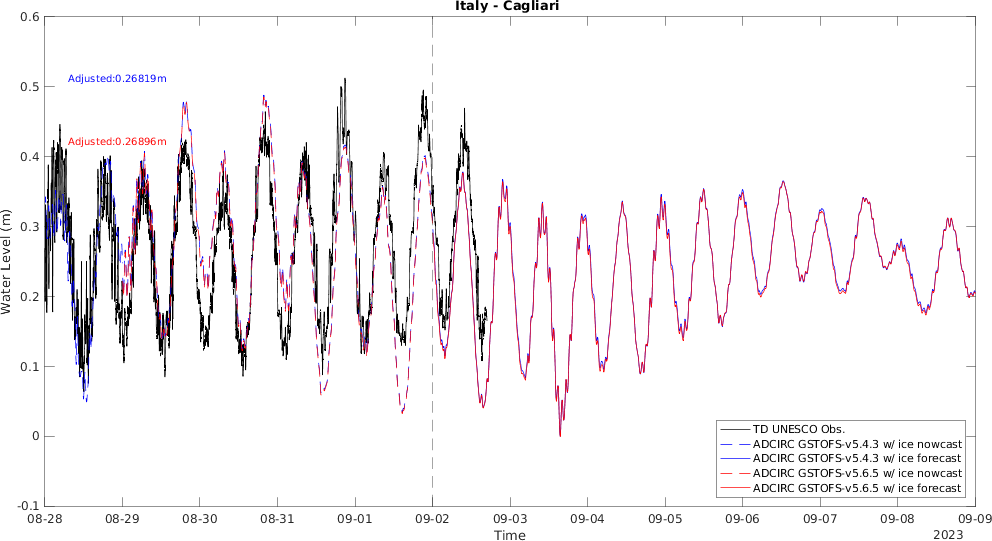 Italy - Cagliari
0.6
0.5
0.4
0.3
0.2
0.1
0
-0.1
Water Level (m)
Adjusted:0.26819m
Adjusted:0.26896m
TD UNESCO Obs.
ADCIRC GSTOFS-v5.4.3 w/ ice nowcast
ADCIRC GSTOFS-v5.4.3 w/ ice forecast
ADCIRC GSTOFS-v5.6.5 w/ ice nowcast
ADCIRC GSTOFS-v5.6.5 w/ ice forecast
08-28 08-29 08-30 08-31 09-01 09-02 09-03 09-04 09-05 09-06 09-07 09-08 09-09
Time
2023